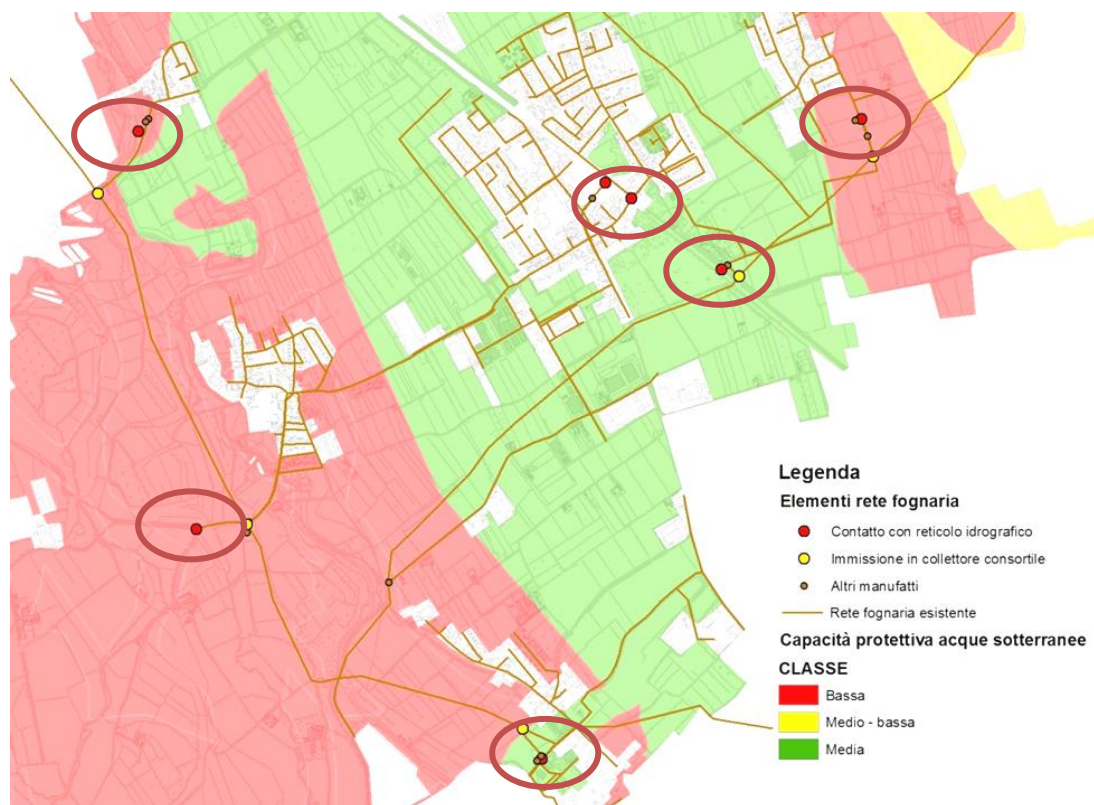 Legenda
Elementi rete fognaria
Contatto con reticolo idrografico
Immissione in collettore consortile
Altri manufatti
Rete fognaria esistente
Capacità protettiva acque sotterranee
CLASSE
Bassa
Medio - bassa
Media